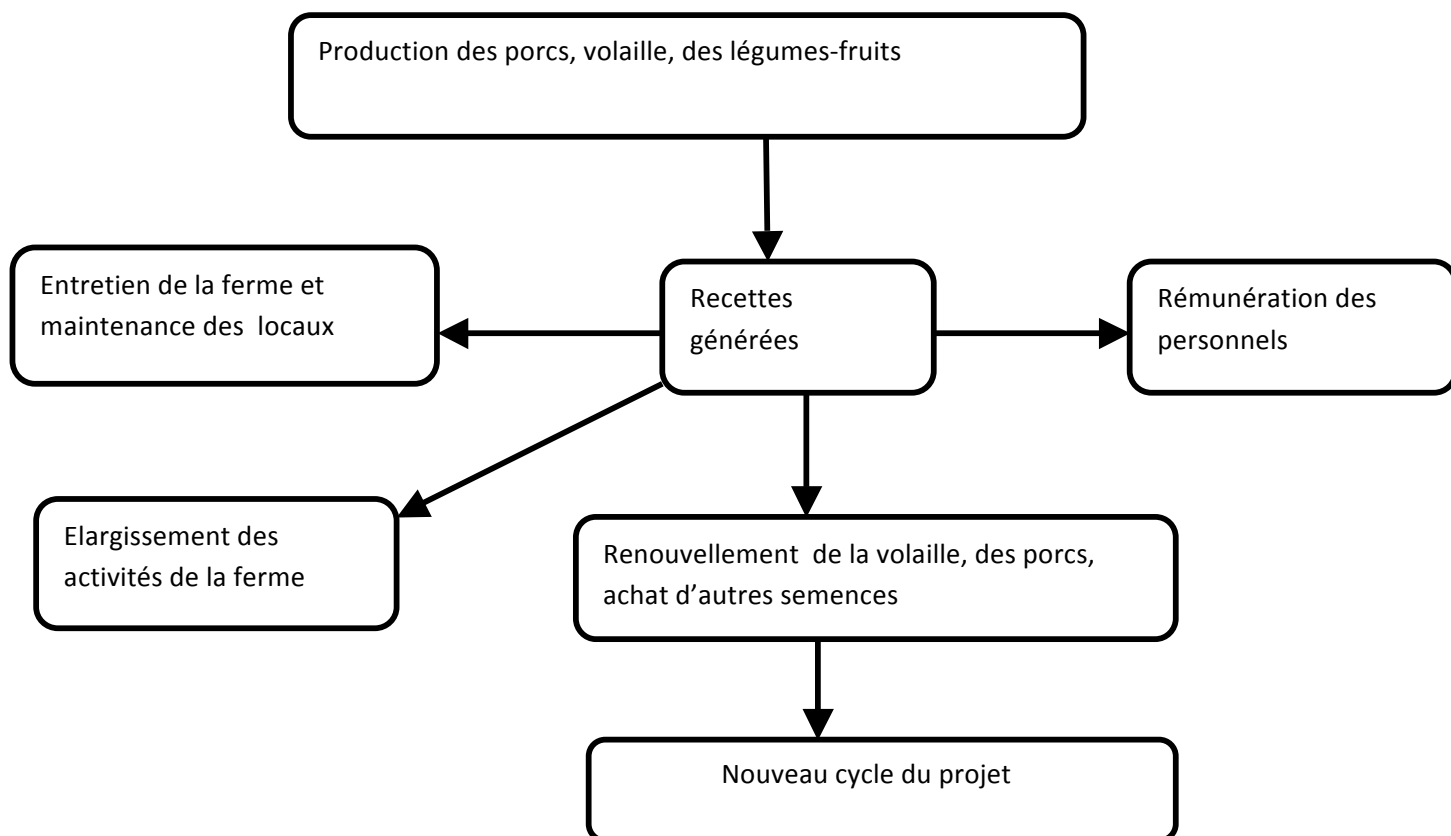 Production des porcs, volaille, des légumes-fruits
Entretien de la ferme et
maintenance des  locaux
Recettes
générées
Rémunération des
personnels
Elargissement des
activités de la ferme
Renouvellement  de la volaille, des porcs,
achat d’autres semences
Nouveau cycle du projet